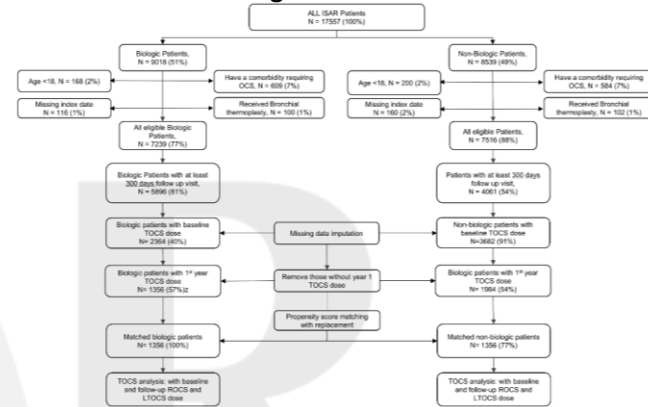 ALL ISAR Patients
N = 17557 (100%)
Biologic Patients,
N = 9018 (51%)
Non-Biologic Patients,
N = 8539 (49%)
Age <18, N = 168 (2%)
Have a comorbidity requiring
OCS, N = 609 (7%)
Age <18, N = 200 (2%)
Have a comorbidity requiring
OCS, N = 584 (7%)
Missing index date
N = 116 (1%)
Received Bronchial
thermoplasty, N = 100 (1%)
Missing index date
N = 160 (2%)
Received Bronchial
thermoplasty, N = 102 (1%)
All eligible Biologic
Patients,
N = 7239 (77%)
All eligible Patients,
N = 7516 (88%)
Biologic Patients with at least
300 days follow up visit,
N = 5896 (81%)
Patients with at least 300 days
follow up visit,
N = 4061 (54%)
Biologic patients with baseline
TOCS dose
N= 2364 (40%)
Missing data imputation
Non-biologic patients with
baseline TOCS dose
N=3682 (91%)
Biologic patients with 1st year
TOCS dose
N= 1356 (57%)z
Remove those without year 1
TOCS dose
Biologic patients with 1st year
TOCS dose
N= 1964 (54%)
Propensity score matching
with replacement
Matched biologic patients
N= 1356 (100%)
Matched non-biologic patients
N= 1356 (77%)
TOCS analysis: with baseline
and follow-up ROCS and
LTOCS dose
TOCS analysis: with baseline
and follow-up ROCS and
LTOCS dose